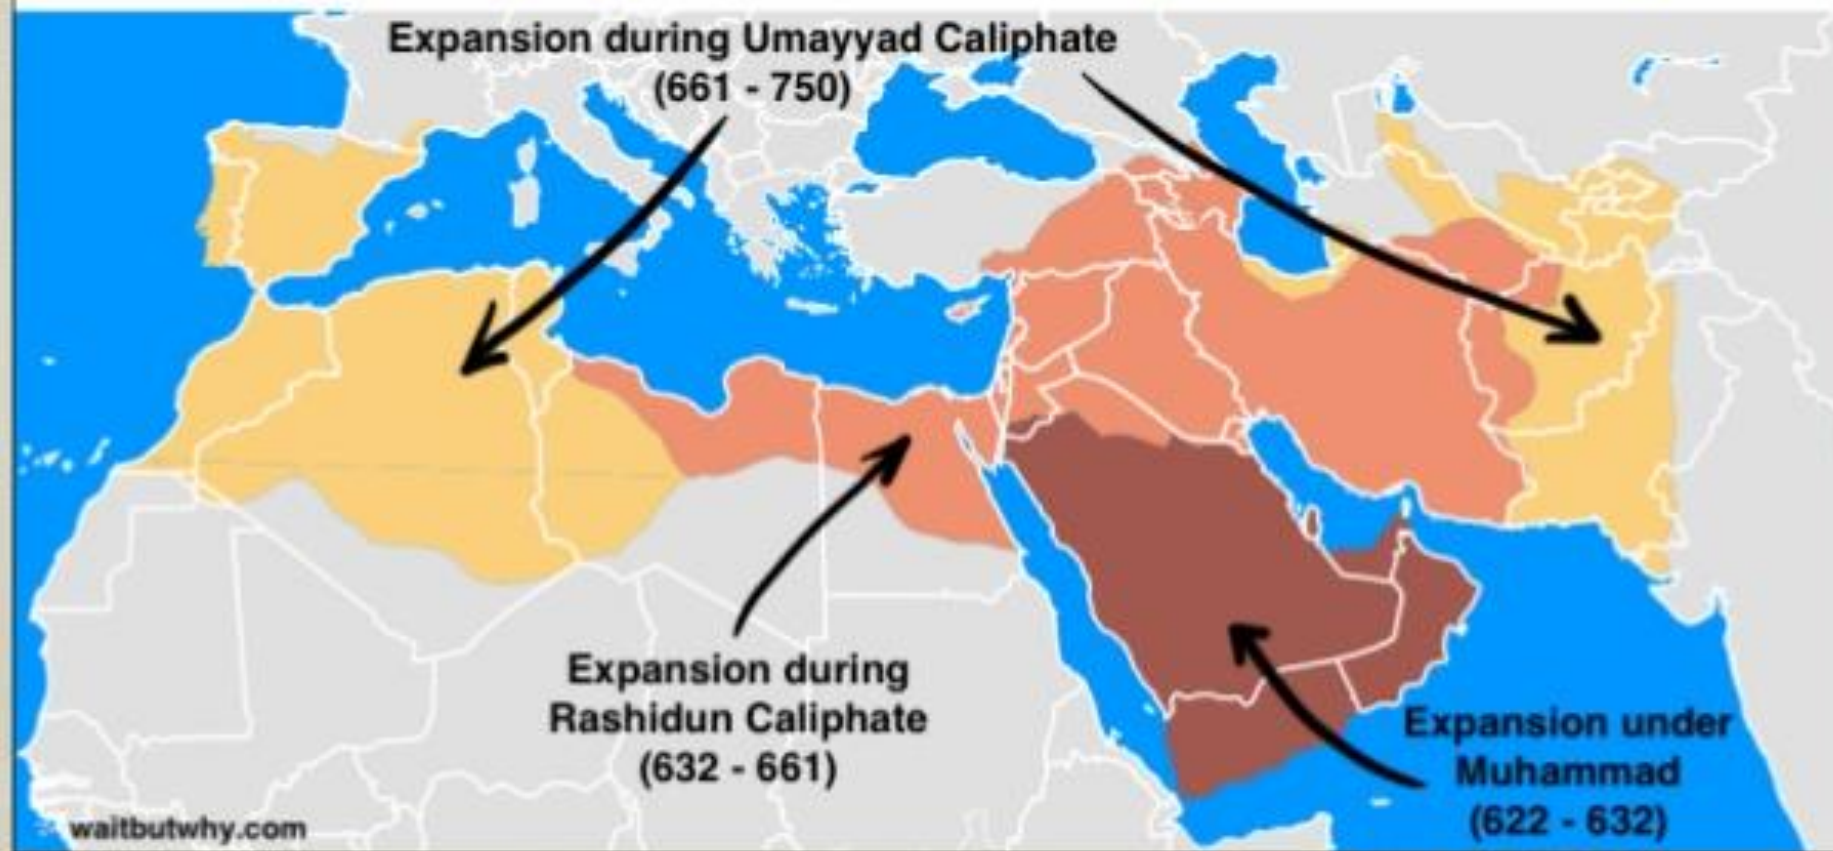 Expansion during Umayyad Caliphate
(661 - 750)
Expansion during
Rashidun Caliphate
(632 - 661)
Expansion under
Muhammad
(622 - 632)
waitbutwhy.com